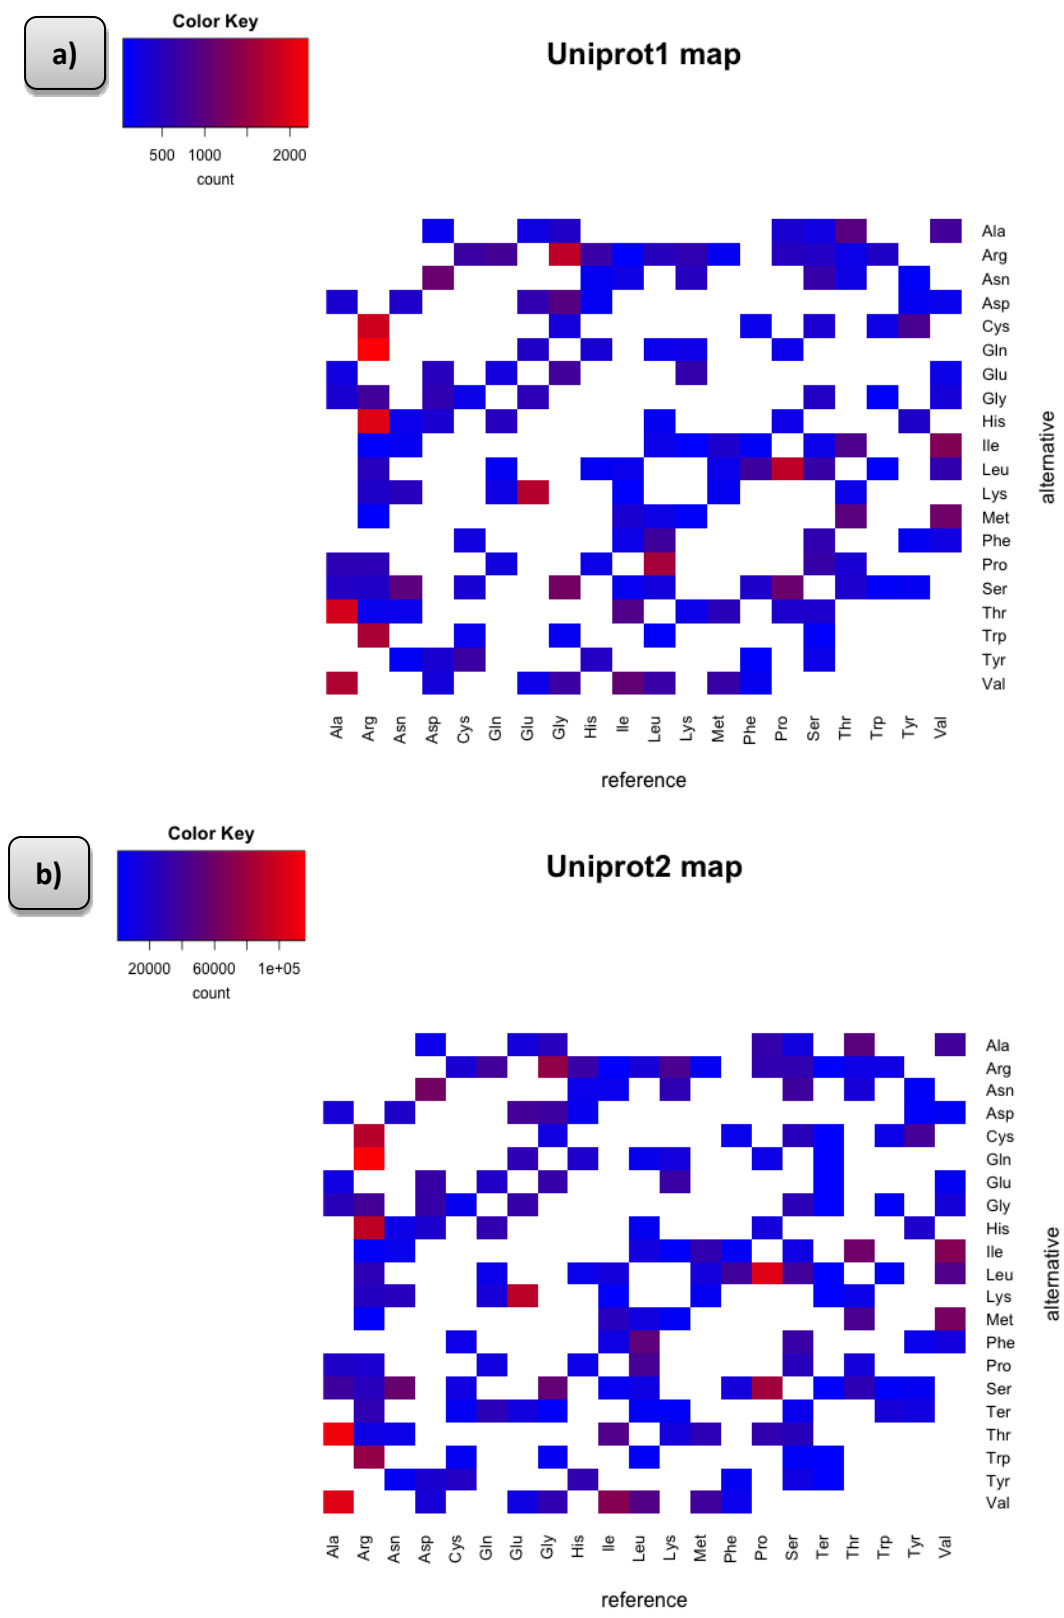 a)
Color Key
500 1000 2000
count
Uniprot1 map
Ala
Arg
Asn
Asp
Cys
Gln
Glu
Gly
His
Ile
Leu
Lys
Met
Phe
Pro
Ser
Thr
Trp
Tyr
Val
alternative
Ala Arg Asn Asp Cys Gln Glu Gly His Ile Leu Lys Met Phe Pro Ser Thr Trp Tyr Val
reference
b)
Color Key
20000 60000 1e+05
count
Uniprot2 map
Ala
Arg
Asn
Asp
Cys
Gln
Glu
Gly
His
Ile
Leu
Lys
Met
Phe
Pro
Ser
Ter
Thr
Trp
Tyr
Val
alternative
Ala Arg Asn Asp Cys Gln Glu Gly His Ile Leu Lys Met Phe Pro Ser Ter Thr Trp Tyr Val
reference